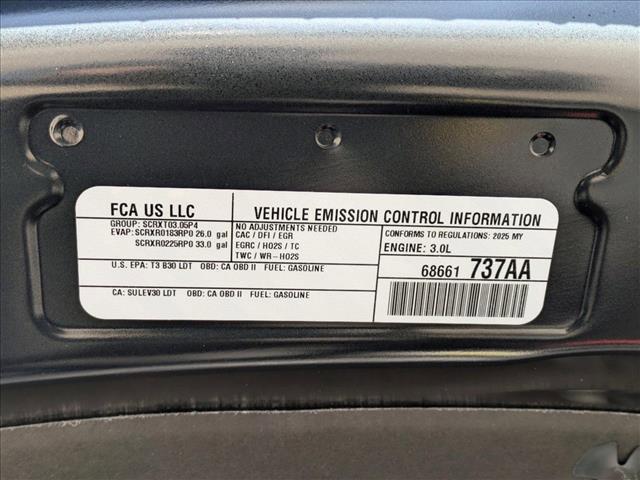 FCA US LLC
VEHICLE EMISSION CONTROL INFORMATION
GROUP: SCRXT03.05P4
EVAP: SCRXR0183RP0 26.0 gal
SCRXR0225RP0 33.0 gal
NO ADJUSTMENTS NEEDED
CAC / DFI / EGR
EGRC / HO2S / TC
TWC / WR-HO2S
CONFORMS TO REGULATIONS: 2025 MY
ENGINE: 3.0L
U.S. EPA: T3 B30 LDT OBD: CA OBD II FUEL: GASOLINE
68661 737AA
CA: SULEV30 LDT OBD: CA OBD II FUEL: GASOLINE